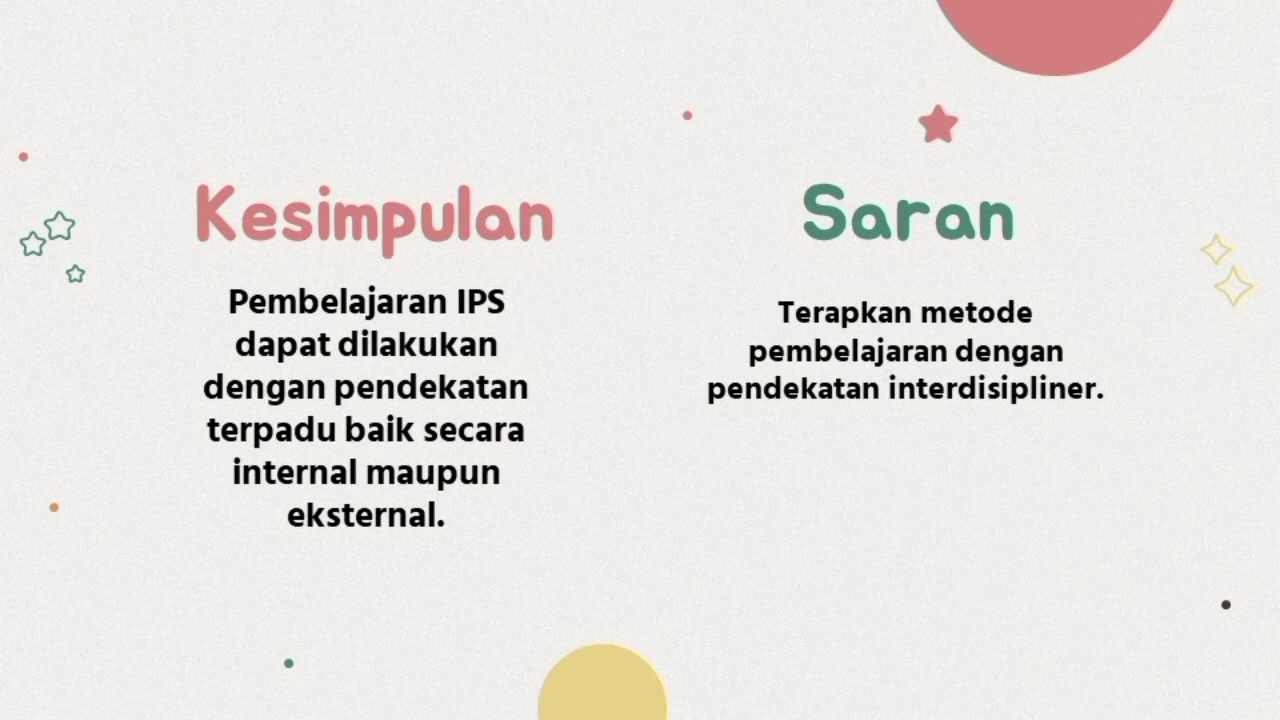 Kesimpulan
Pembelajaran IPS
dapat dilakukan
dengan pendekatan
terpadu baik secara
internal maupun
eksternal.
Saran
Terapkan metode
pembelajaran dengan
pendekatan interdisipliner.